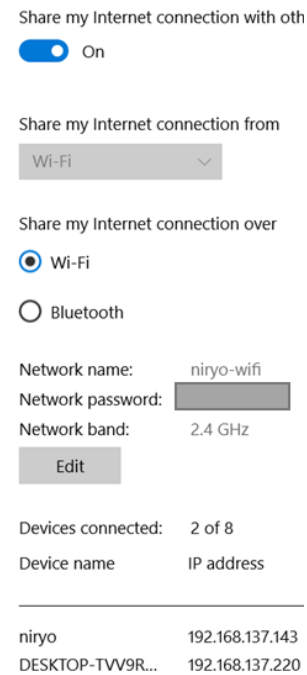 Share my Internet connection with oth
On
Share my Internet connection from
Wi-Fi
Share my Internet connection over
Wi-Fi
Bluetooth
Network name: niryo-wifi
Network password:
Network band: 2.4 GHz
Edit
Devices connected: 2 of 8
Device name IP address
niryo 192.168.137.143
DESKTOP-TVV9R... 192.168.137.220